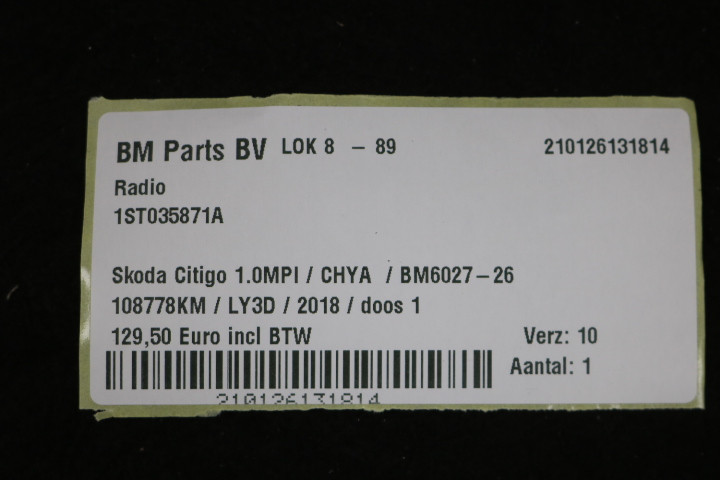 BM Parts BV LOK 8 - 89 210126131814
Radio
1ST035871A
Skoda Citigo 1.0MPI / CHYA / BM6027-26
108778KM / LY3D / 2018 / doos 1
129,50 Euro incl BTW Verz: 10
Aantal: 1
210126131814